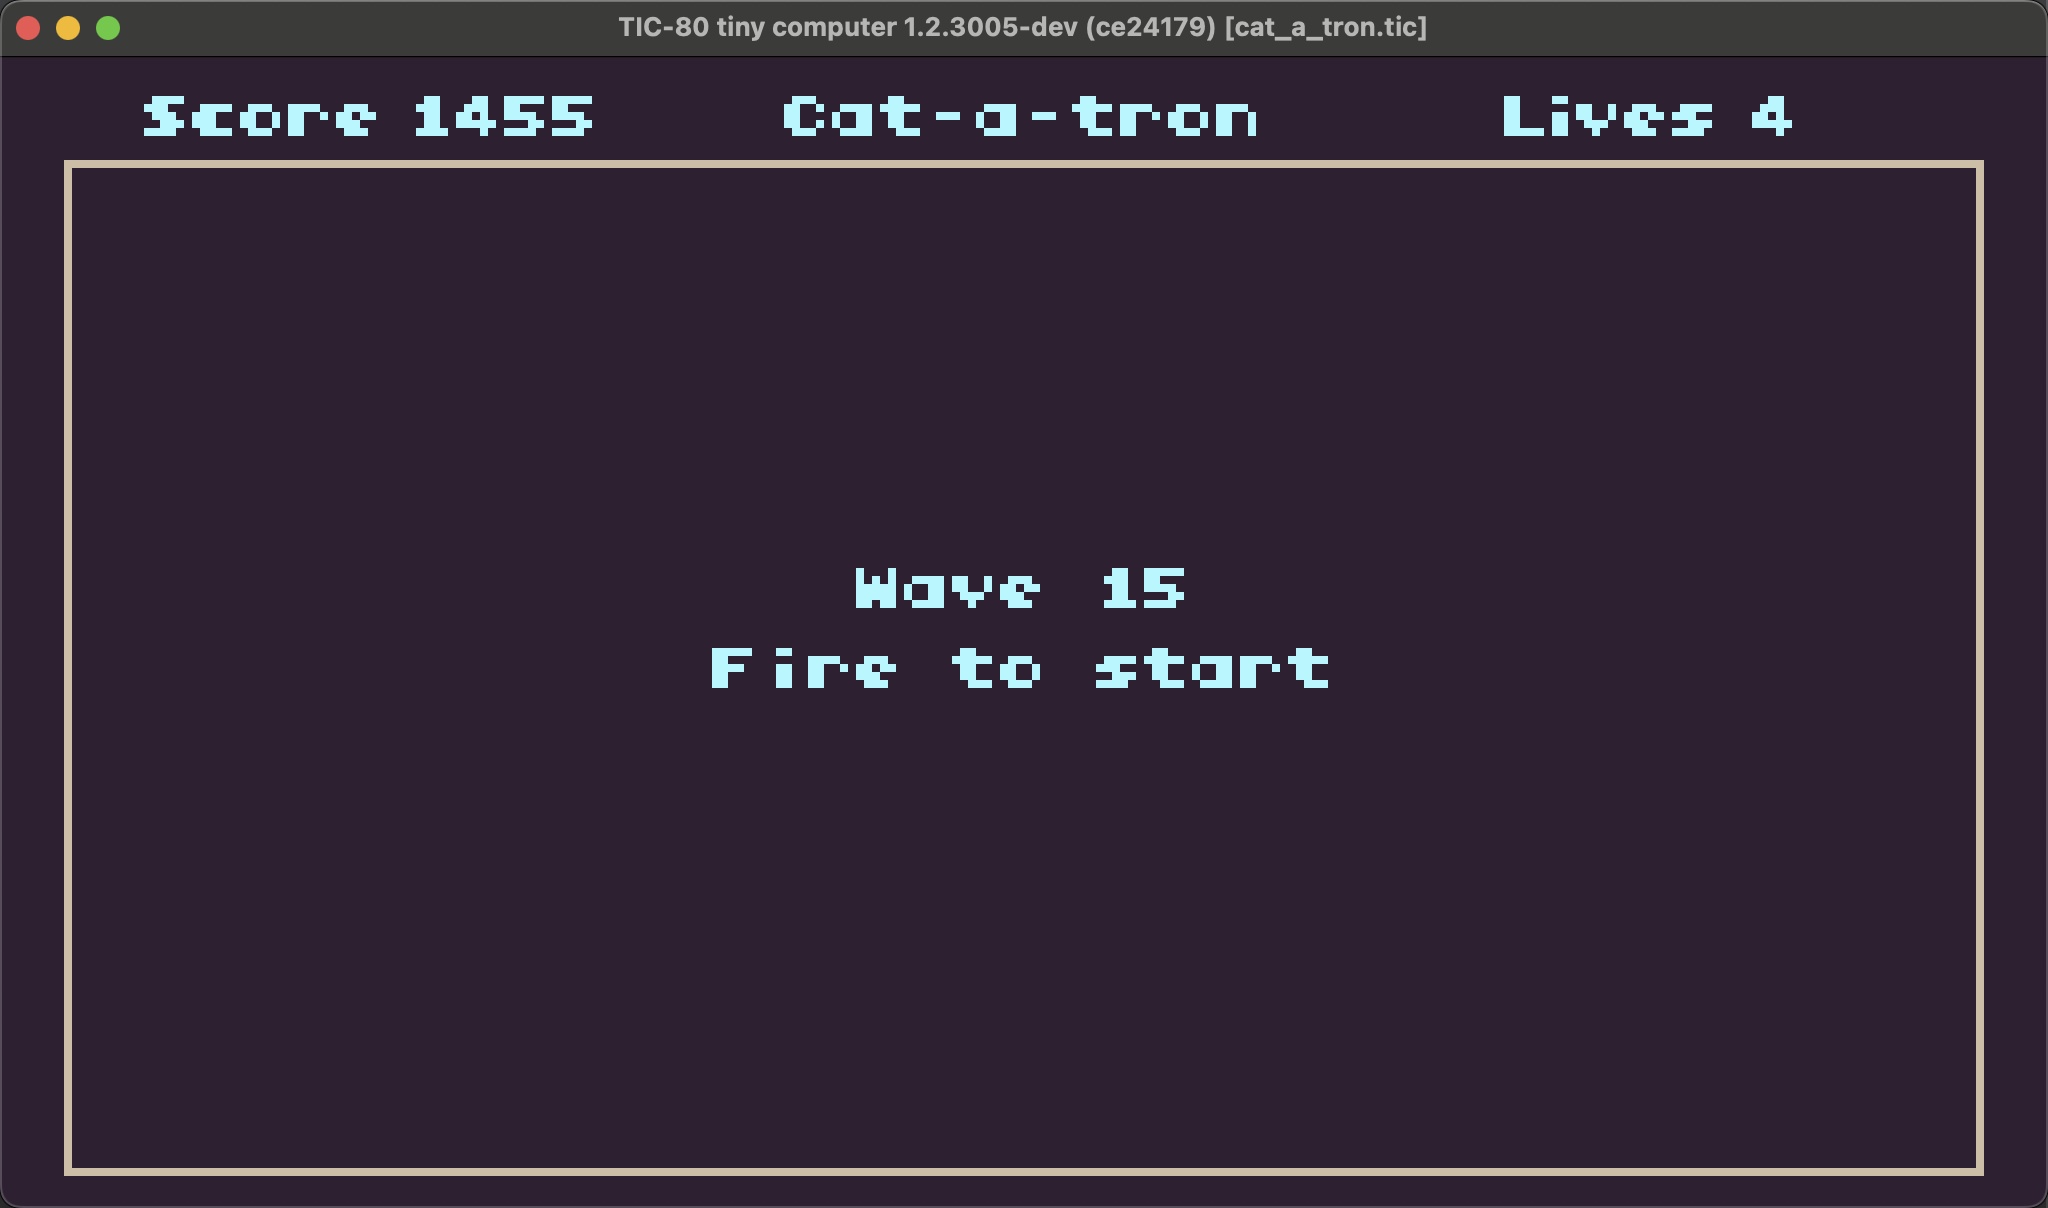 TIC-80 tiny computer 1.2.3005-dev (ce24179) [cat_a_tron.tic]
Score 1455 Cat-a-tron Lives 4
Wave 15
Fire to start